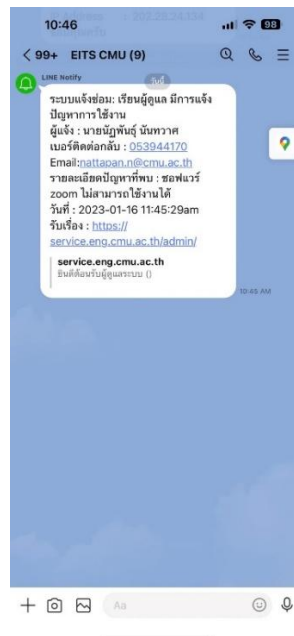 10:46
98
99+ EITS CMU (9)
LINE Notify
วันนี้
ระบบแจ้งซ่อม: เรียนผู้ดูแล มีการแจ้ง
ปัญหาการใช้งาน
ผู้แจ้ง : นายนัฏพันธุ์ นันทวาศ
เบอร์ติดต่อกลับ : 053944170
Email:nattapan.n@cmu.ac.th
รายละเอียดปัญหาที่พบ : ซอฟแวร์
zoom ไม่สามารถใช้งานได้
วันที่ : 2023-01-16 11:45:29am
รับเรื่อง : https://
service.eng.cmu.ac.th/admin/
service.eng.cmu.ac.th
ยินดีต้อนรับผู้ดูแลระบบ ()
10:45 AM
Aa